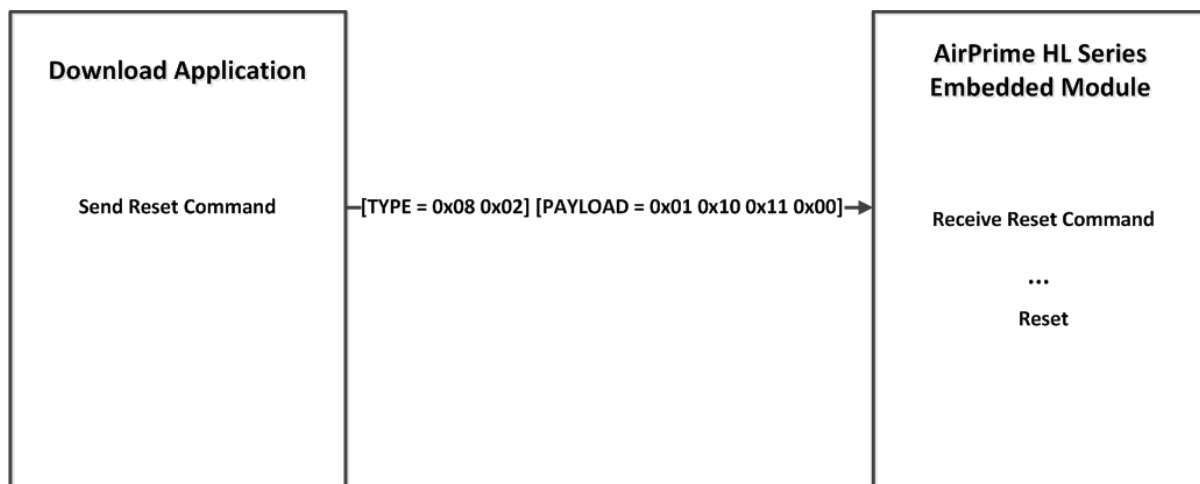 Download Application
AirPrime HL Series
Embedded Module
Send Reset Command
[TYPE = 0x08 0x02] [PAYLOAD = 0x01 0x10 0x11 0x00]
Receive Reset Command
...
Reset